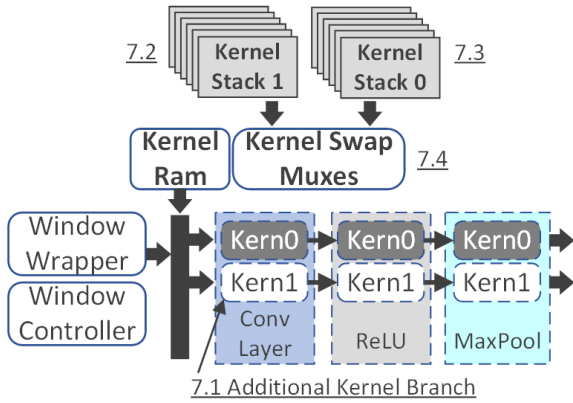 7.2
Kernel
Stack 1
Kernel
Stack 0
7.3
Kernel
Ram
Kernel Swap
Muxes
7.4
Window
Wrapper
Window
Controller
Kern0
Kern0
Kern0
Kern1
Kern1
Kern1
Conv
Layer
ReLU
MaxPool
7.1 Additional Kernel Branch